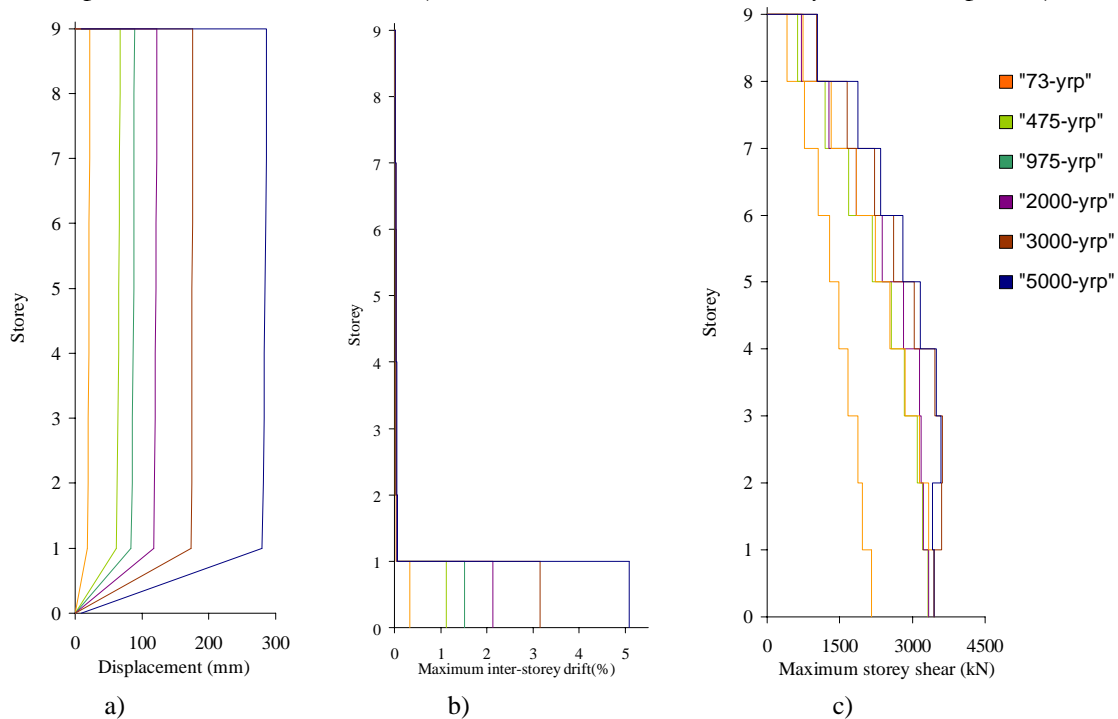 9
8
7
6
5
4
3
2
1
0
Storey
0
100
200
300
Displacement (mm)
a)
9
8
7
6
5
4
3
2
1
0
Storey
0
1
2
3
4
5
Maximum inter-storey drift(%)
b)
9
8
7
6
5
4
3
2
1
0
Storey
0
1500
3000
4500
Maximum storey shear (kN)
c)
"73-yrp"
"475-yrp"
"975-yrp"
"2000-yrp"
"3000-yrp"
"5000-yrp"